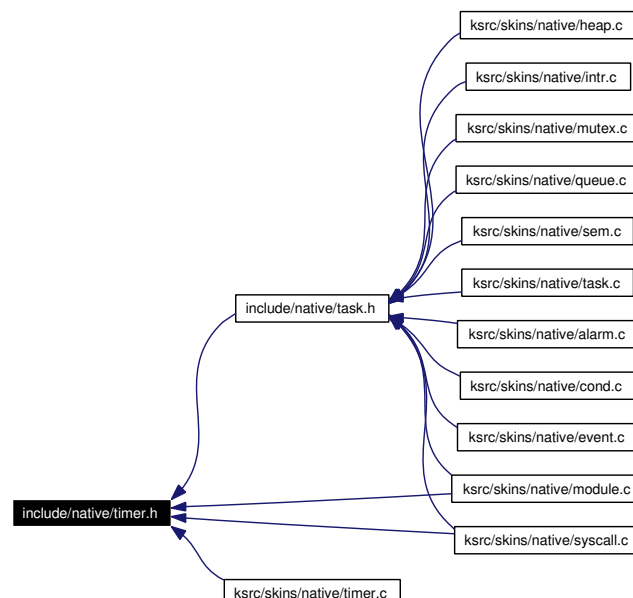 ksrc/skins/native/heap.c
ksrc/skins/native/intr.c
ksrc/skins/native/mutex.c
ksrc/skins/native/queue.c
ksrc/skins/native/sem.c
ksrc/skins/native/task.c
include/native/task.h
ksrc/skins/native/alarm.c
ksrc/skins/native/cond.c
ksrc/skins/native/event.c
ksrc/skins/native/module.c
include/native/timer.h
ksrc/skins/native/syscall.c
ksrc/skins/native/timer.c